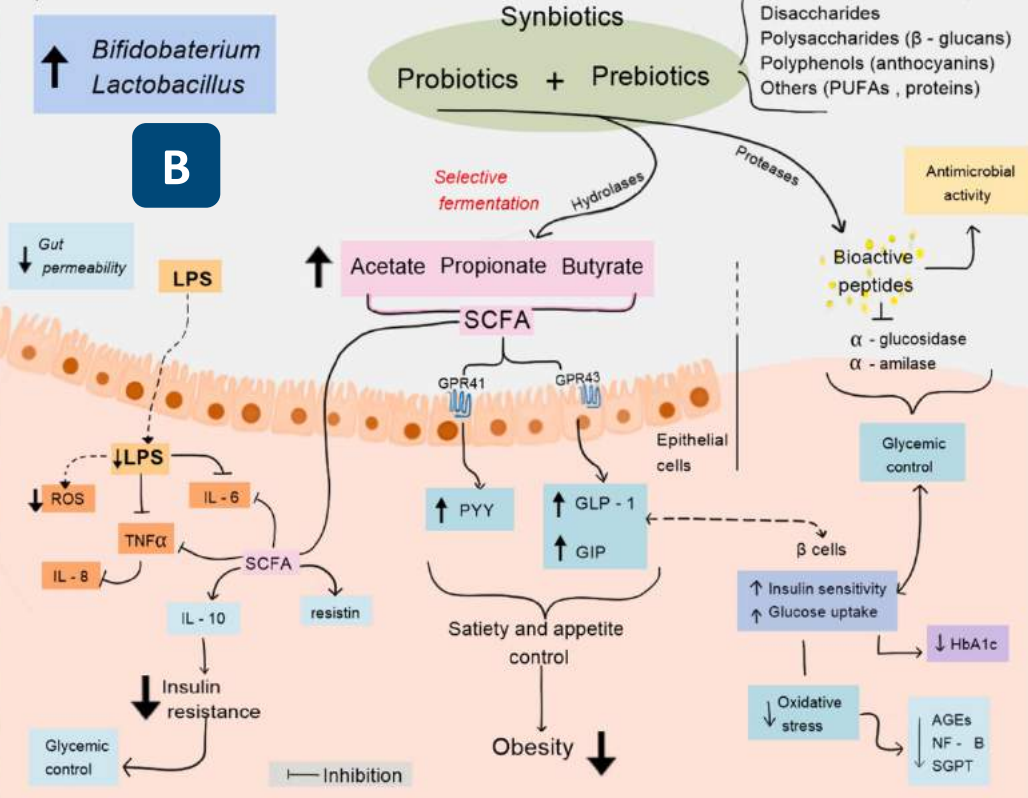 Synbiotics
Probiotics + Prebiotics
Disaccharides
Polysaccharides (β - glucans)
Polyphenols (anthocyanins)
Others (PUFAs , proteins)
↑ Bifidobaterium
Lactobacillus
B
Selective
fermentation
Hydrolases
Proteases
Antimicrobial
activity
↓ Gut
permeability
LPS
↑ Acetate Propionate Butyrate
SCFA
Bioactive
peptides
α - glucosidase
α - amilase
GPR41
GPR43
Epithelial
cells
Glycemic
control
↓LPS
↓ ROS
IL - 6
TNFα
IL - 8
SCFA
IL - 10
resistin
↓ Insulin
resistance
Glycemic
control
↑ PYY
↑ GLP - 1
↑ GIP
Satiety and appetite
control
Obesity ↓
β cells
↑ Insulin sensitivity
↑ Glucose uptake
↓ HbA1c
↓ Oxidative
stress
↓ AGEs
NF - B
SGPT
Inhibition